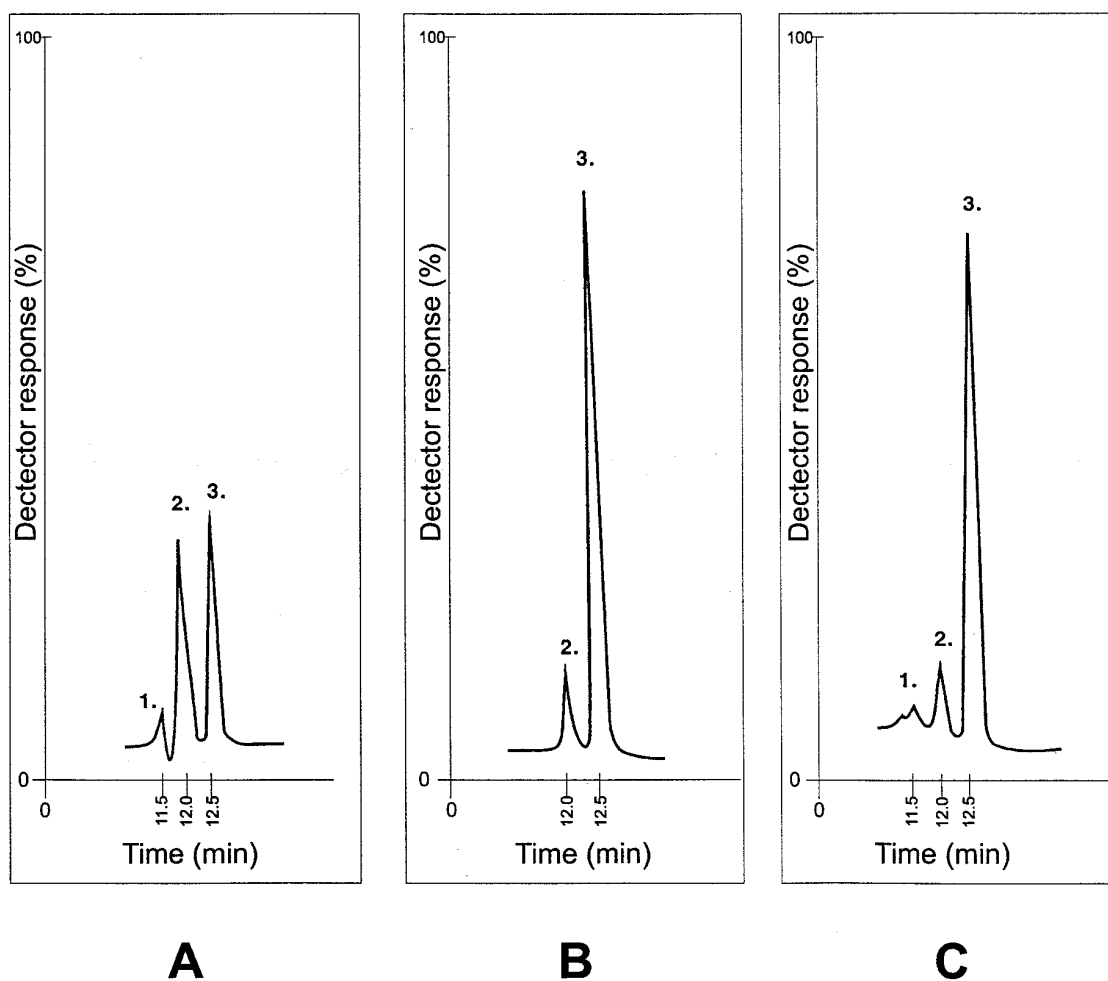 100
Dectector response (%)
1.
2.
3.
0
0
11.5
12.0
12.5
Time (min)
A
100
Dectector response (%)
2.
3.
0
0
12.0
12.5
Time (min)
B
100
Dectector response (%)
1.
2.
3.
0
0
11.5
12.0
12.5
Time (min)
C